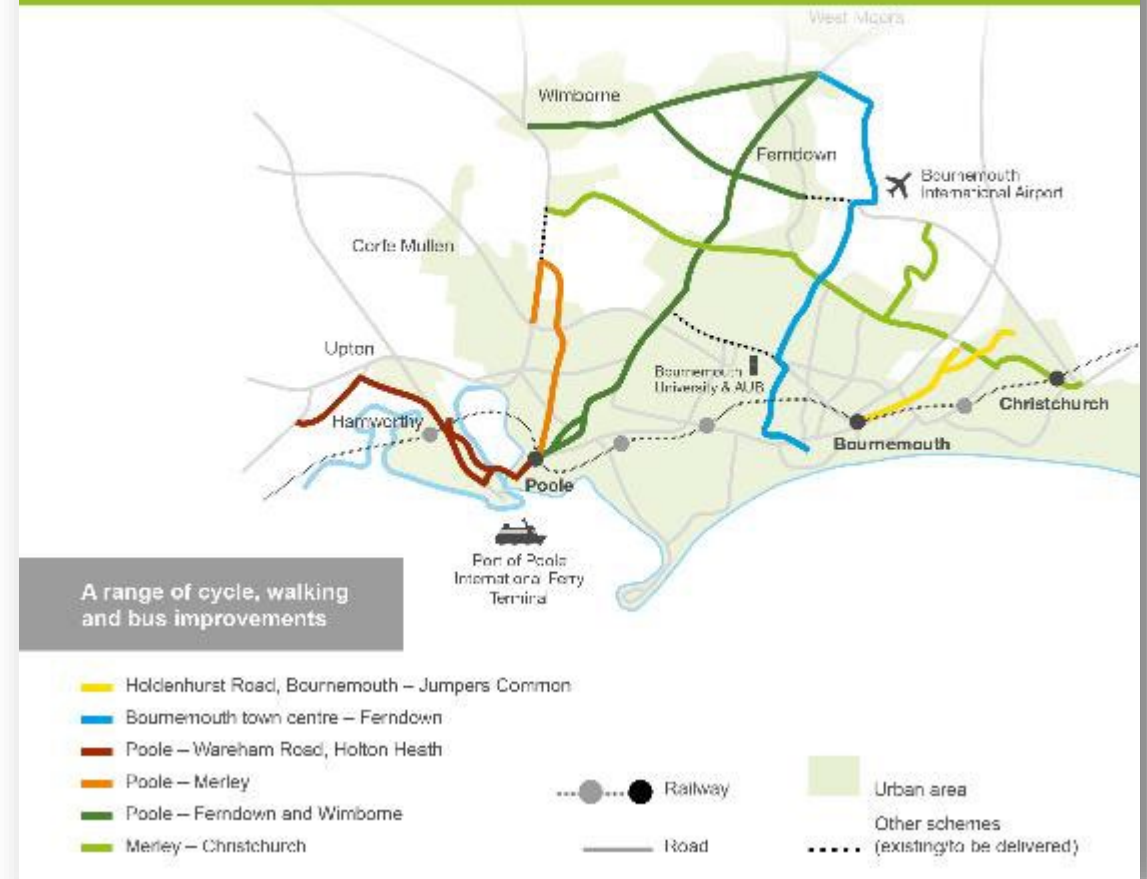 West Moors
Wimborne
Ferndown
Bournemouth
International Airport
Corfe Mullen
Upton
Bournemouth
University & AUB
Hamworthy
Christchurch
Bournemouth
Poole
Port of Poole
International Ferry
Terminal
A range of cycle, walking
and bus improvements
Holdenhurst Road, Bournemouth – Jumpers Common
Bournemouth town centre – Ferndown
Poole – Wareham Road, Holton Heath
Poole – Merley
Poole – Ferndown and Wimborne
Merley – Christchurch
Railway
Road
Urban area
Other schemes
(existing/to be delivered)